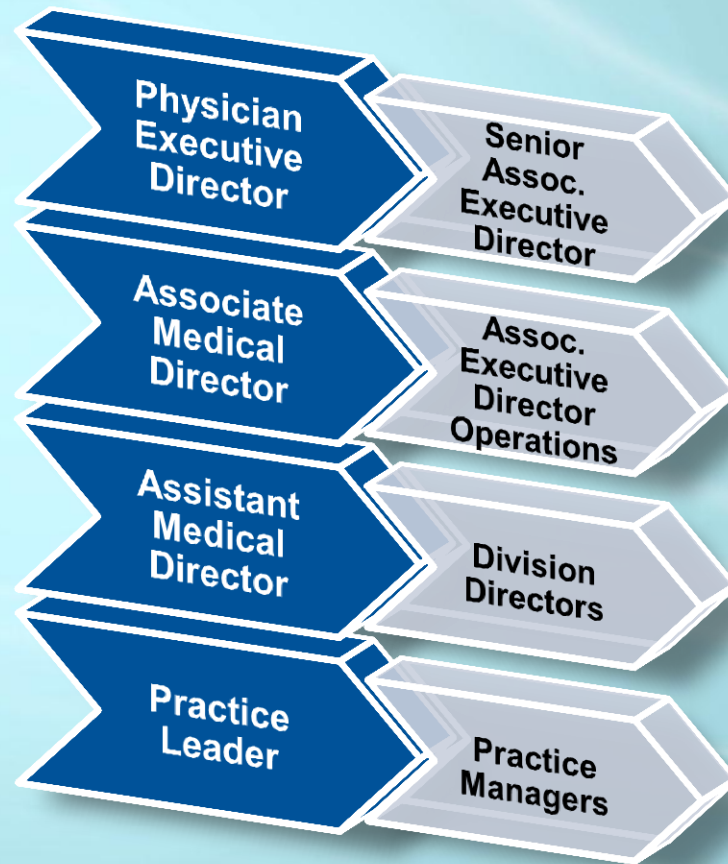 Physician
Executive
Director
Senior
Assoc.
Executive
Director
Associate
Medical
Director
Assoc.
Executive
Director
Operations
Assistant
Medical
Director
Division
Directors
Practice
Leader
Practice
Managers